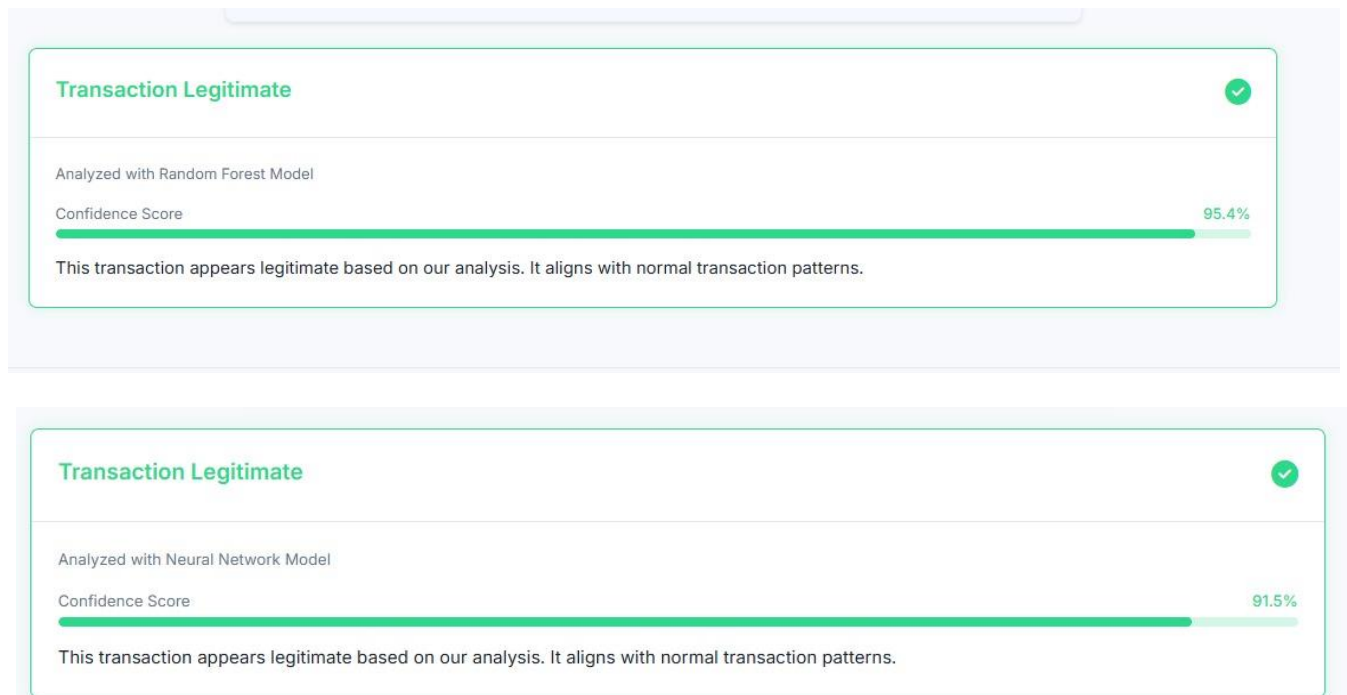 Transaction Legitimate
Analyzed with Random Forest Model
Confidence Score 95.4%
This transaction appears legitimate based on our analysis. It aligns with normal transaction patterns.
Transaction Legitimate
Analyzed with Neural Network Model
Confidence Score 91.5%
This transaction appears legitimate based on our analysis. It aligns with normal transaction patterns.